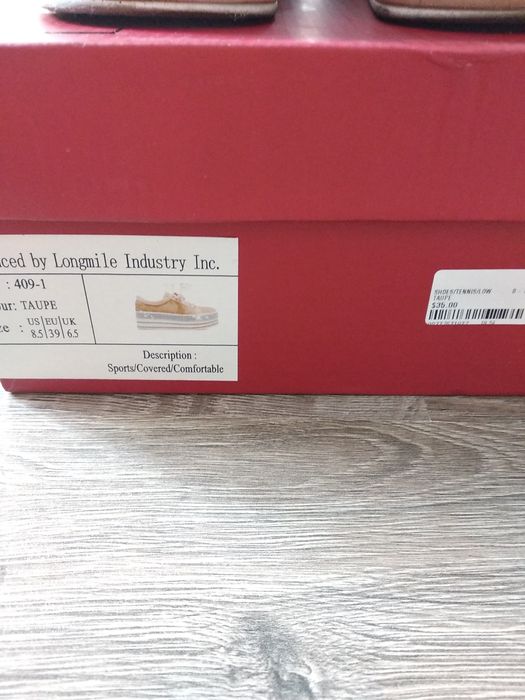 ced by Longmile Industry Inc.
: 409-1
ur: TAUPE
US|EU|UK
ze : 8.5|39|6.5
Description :
Sports/Covered/Comfortable
SHOES/TENNIS/LOW
TAUPE
$35.00